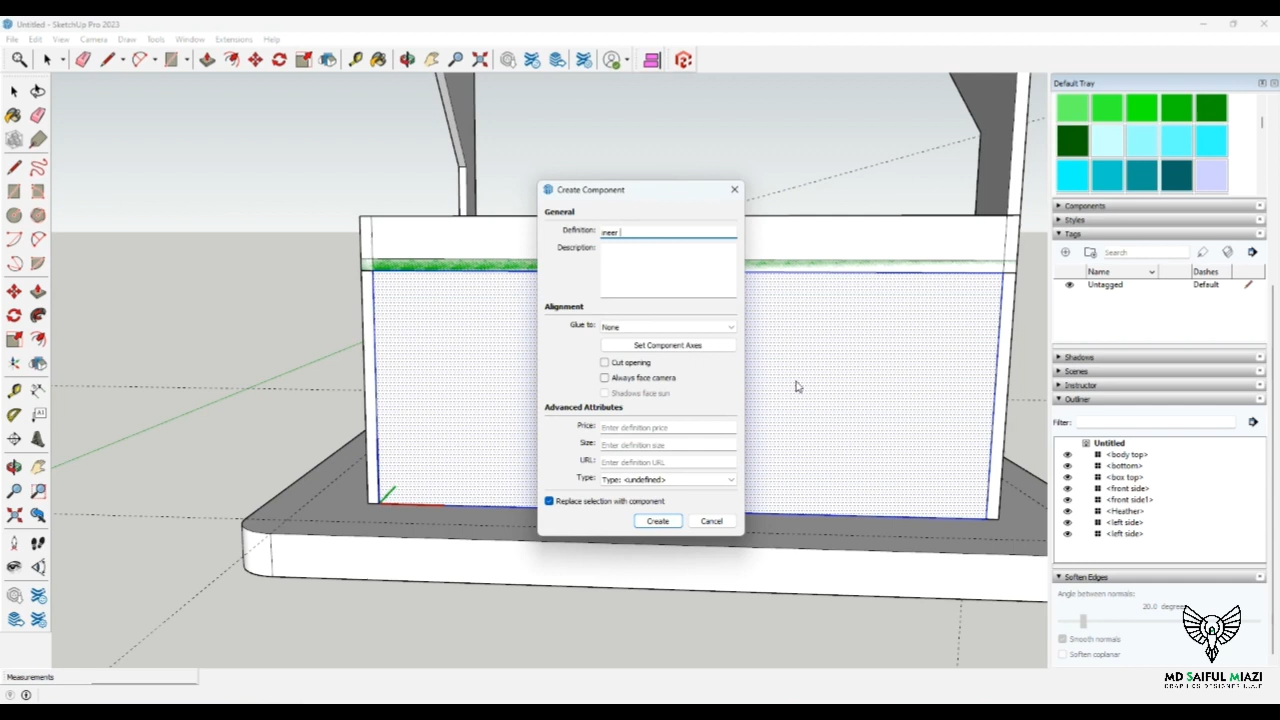 Untitled - SketchUp Pro 2023
File Edit View Camera Draw Tools Window Extensions Help
Default Tray
Create Component
General
Definition: ineer
Description:
Alignment
Glue to: None
Set Component Axes
Cut opening
Always face camera
Shadows face sun
Advanced Attributes
Price: Enter definition price
Size: Enter definition size
URL: Enter definition URL
Type: Type: <undefined>
Replace selection with component
Create Cancel
Components
Styles
Tags
Search
Name Dashes
Untagged Default
Shadows
Scenes
Instructor
Outliner
Filter:
Untitled
<body top>
<bottom>
<box top>
<front side>
<front side1>
<Heather>
<left side>
<left side>
Soften Edges
Angle between normals:
20.0 degrees
Smooth normals
Soften coplanar
MD SAIFUL MIAZI
Measurements